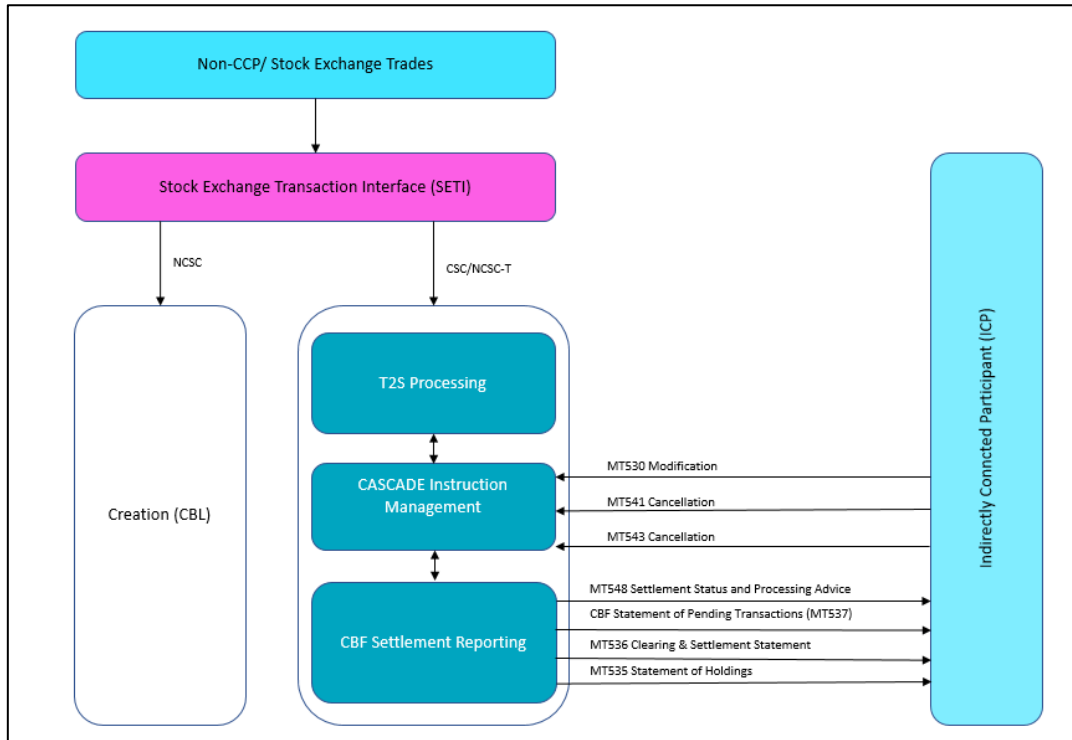 Non-CCP/ Stock Exchange Trades
Stock Exchange Transaction Interface (SETI)
NCSC
CSC/NCSC-T
T2S Processing
CASCADE Instruction
Management
Creation (CBL)
CBF Settlement Reporting
MT530 Modification
MT541 Cancellation
MT543 Cancellation
MT548 Settlement Status and Processing Advice
CBF Statement of Pending Transactions (MT537)
MT536 Clearing & Settlement Statement
MT535 Statement of Holdings
Indirectly Conncted Participant (ICP)